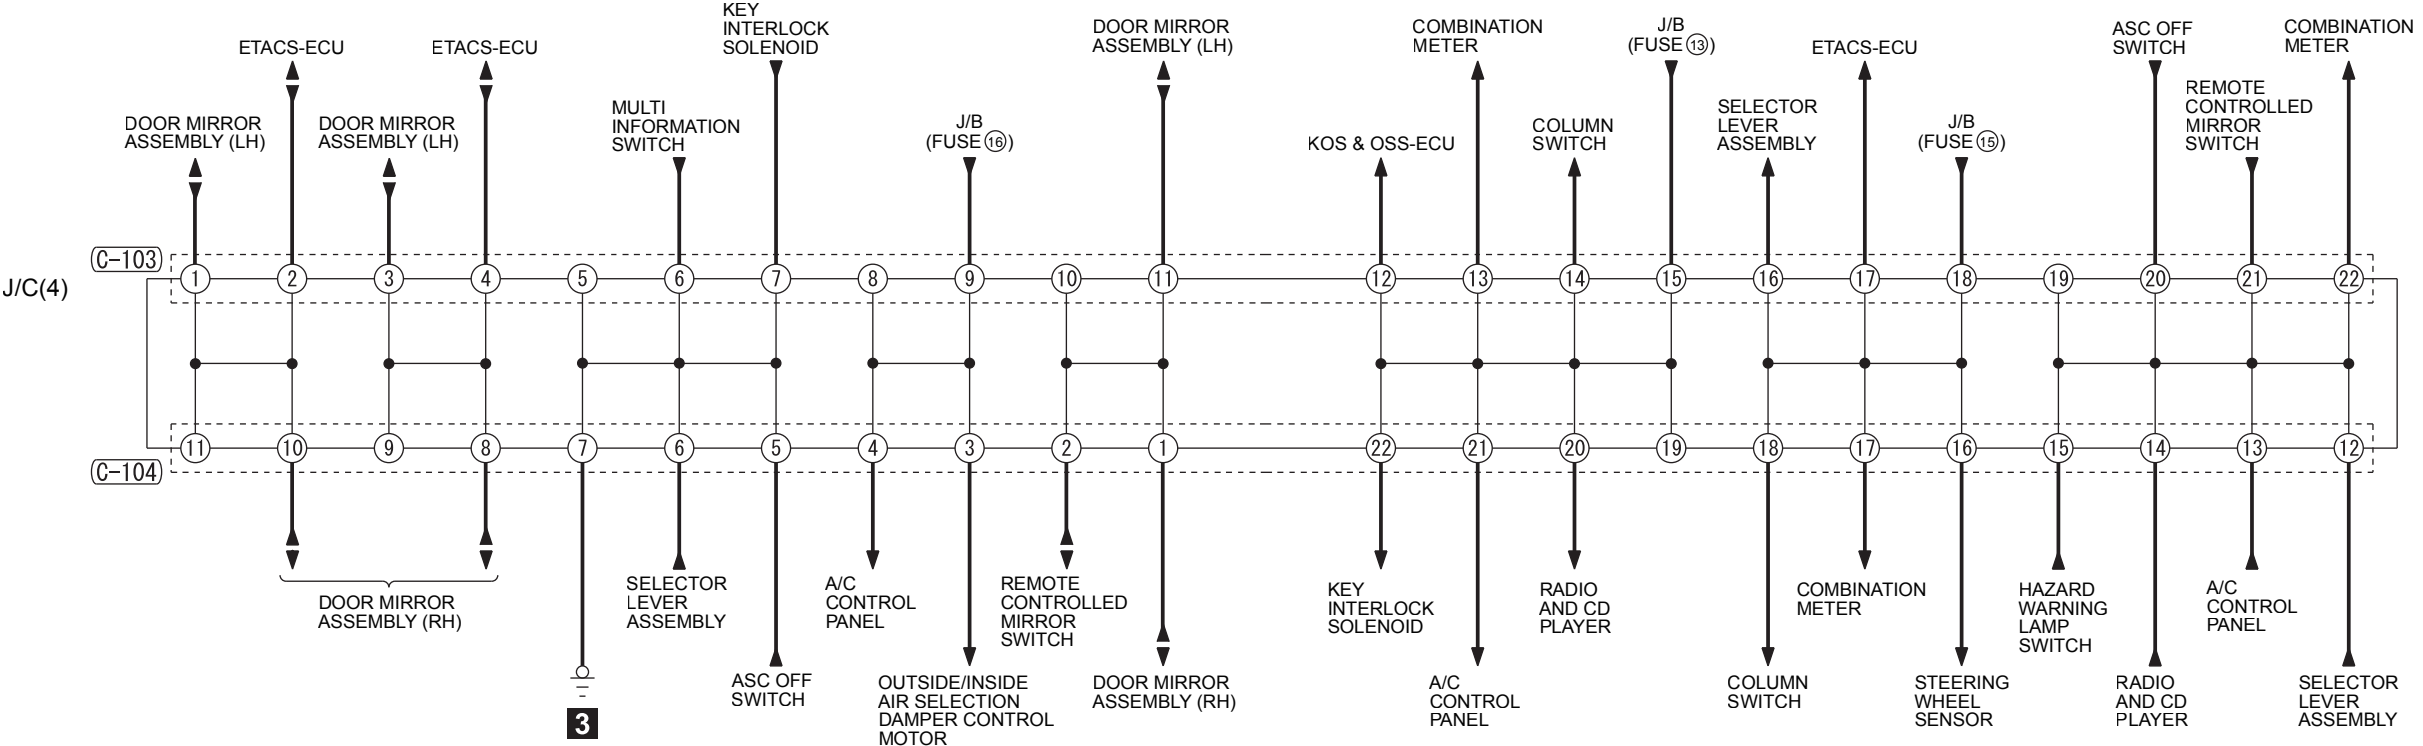 KEY
INTERLOCK
SOLENOID
DOOR MIRROR
ASSEMBLY (LH)
COMBINATION
METER
J/B
(FUSE⑬)
ASC OFF
SWITCH
COMBINATION
METER
ETACS-ECU
ETACS-ECU
ETACS-ECU
MULTI
INFORMATION
SWITCH
SELECTOR
LEVER
ASSEMBLY
REMOTE
CONTROLLED
MIRROR
SWITCH
DOOR MIRROR
ASSEMBLY (LH)
DOOR MIRROR
ASSEMBLY (LH)
J/B
(FUSE⑯)
KOS & OSS-ECU
COLUMN
SWITCH
J/B
(FUSE⑮)
C-103
J/C(4)
1 2 3 4 5 6 7 8 9 10 11 12 13 14 15 16 17 18 19 20 21 22
11 10 9 8 7 6 5 4 3 2 1 22 21 20 19 18 17 16 15 14 13 12
C-104
DOOR MIRROR
ASSEMBLY (RH)
SELECTOR
LEVER
ASSEMBLY
A/C
CONTROL
PANEL
REMOTE
CONTROLLED
MIRROR
SWITCH
KEY
INTERLOCK
SOLENOID
RADIO
AND CD
PLAYER
COMBINATION
METER
HAZARD
WARNING
LAMP
SWITCH
A/C
CONTROL
PANEL
3
ASC OFF
SWITCH
OUTSIDE/INSIDE
AIR SELECTION
DAMPER CONTROL
MOTOR
DOOR MIRROR
ASSEMBLY (RH)
A/C
CONTROL
PANEL
COLUMN
SWITCH
STEERING
WHEEL
SENSOR
RADIO
AND CD
PLAYER
SELECTOR
LEVER
ASSEMBLY